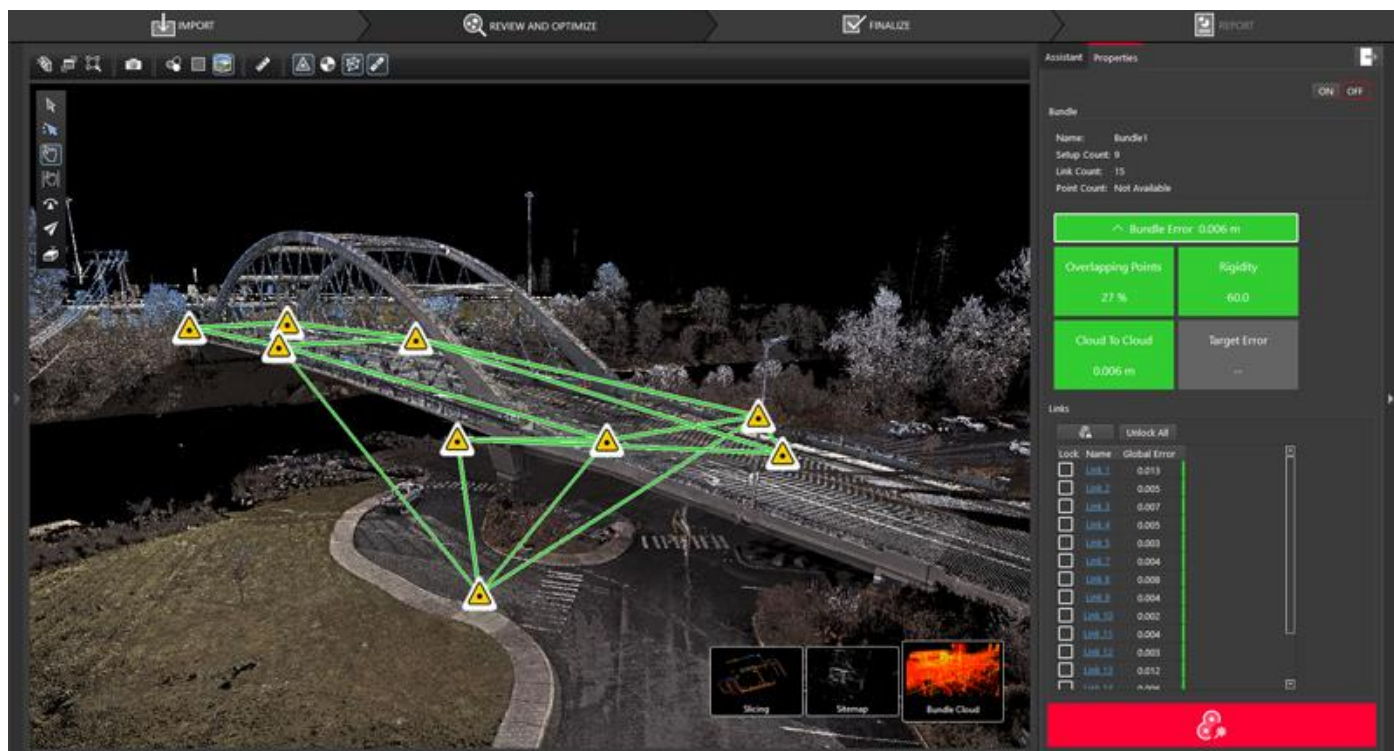 IMPORT
REVIEW AND OPTIMIZE
FINALIZE
REPORT
Assistant Properties
ON OFF
Bundle
Name: Bundle1
Setup Count: 9
Link Count: 15
Point Count: Not Available
Bundle Error 0.006 m
Overlapping Points Rigidity
27 % 60.0
Cloud To Cloud Target Error
0.006 m --
Links
Unlock All
Lock Name Global Error
Link 1 0.013
Link 2 0.005
Link 3 0.007
Link 4 0.005
Link 5 0.003
Link 7 0.004
Link 8 0.008
Link 9 0.004
Link 10 0.002
Link 11 0.004
Link 12 0.003
Link 13 0.012
Slicing Sitemap Bundle Cloud